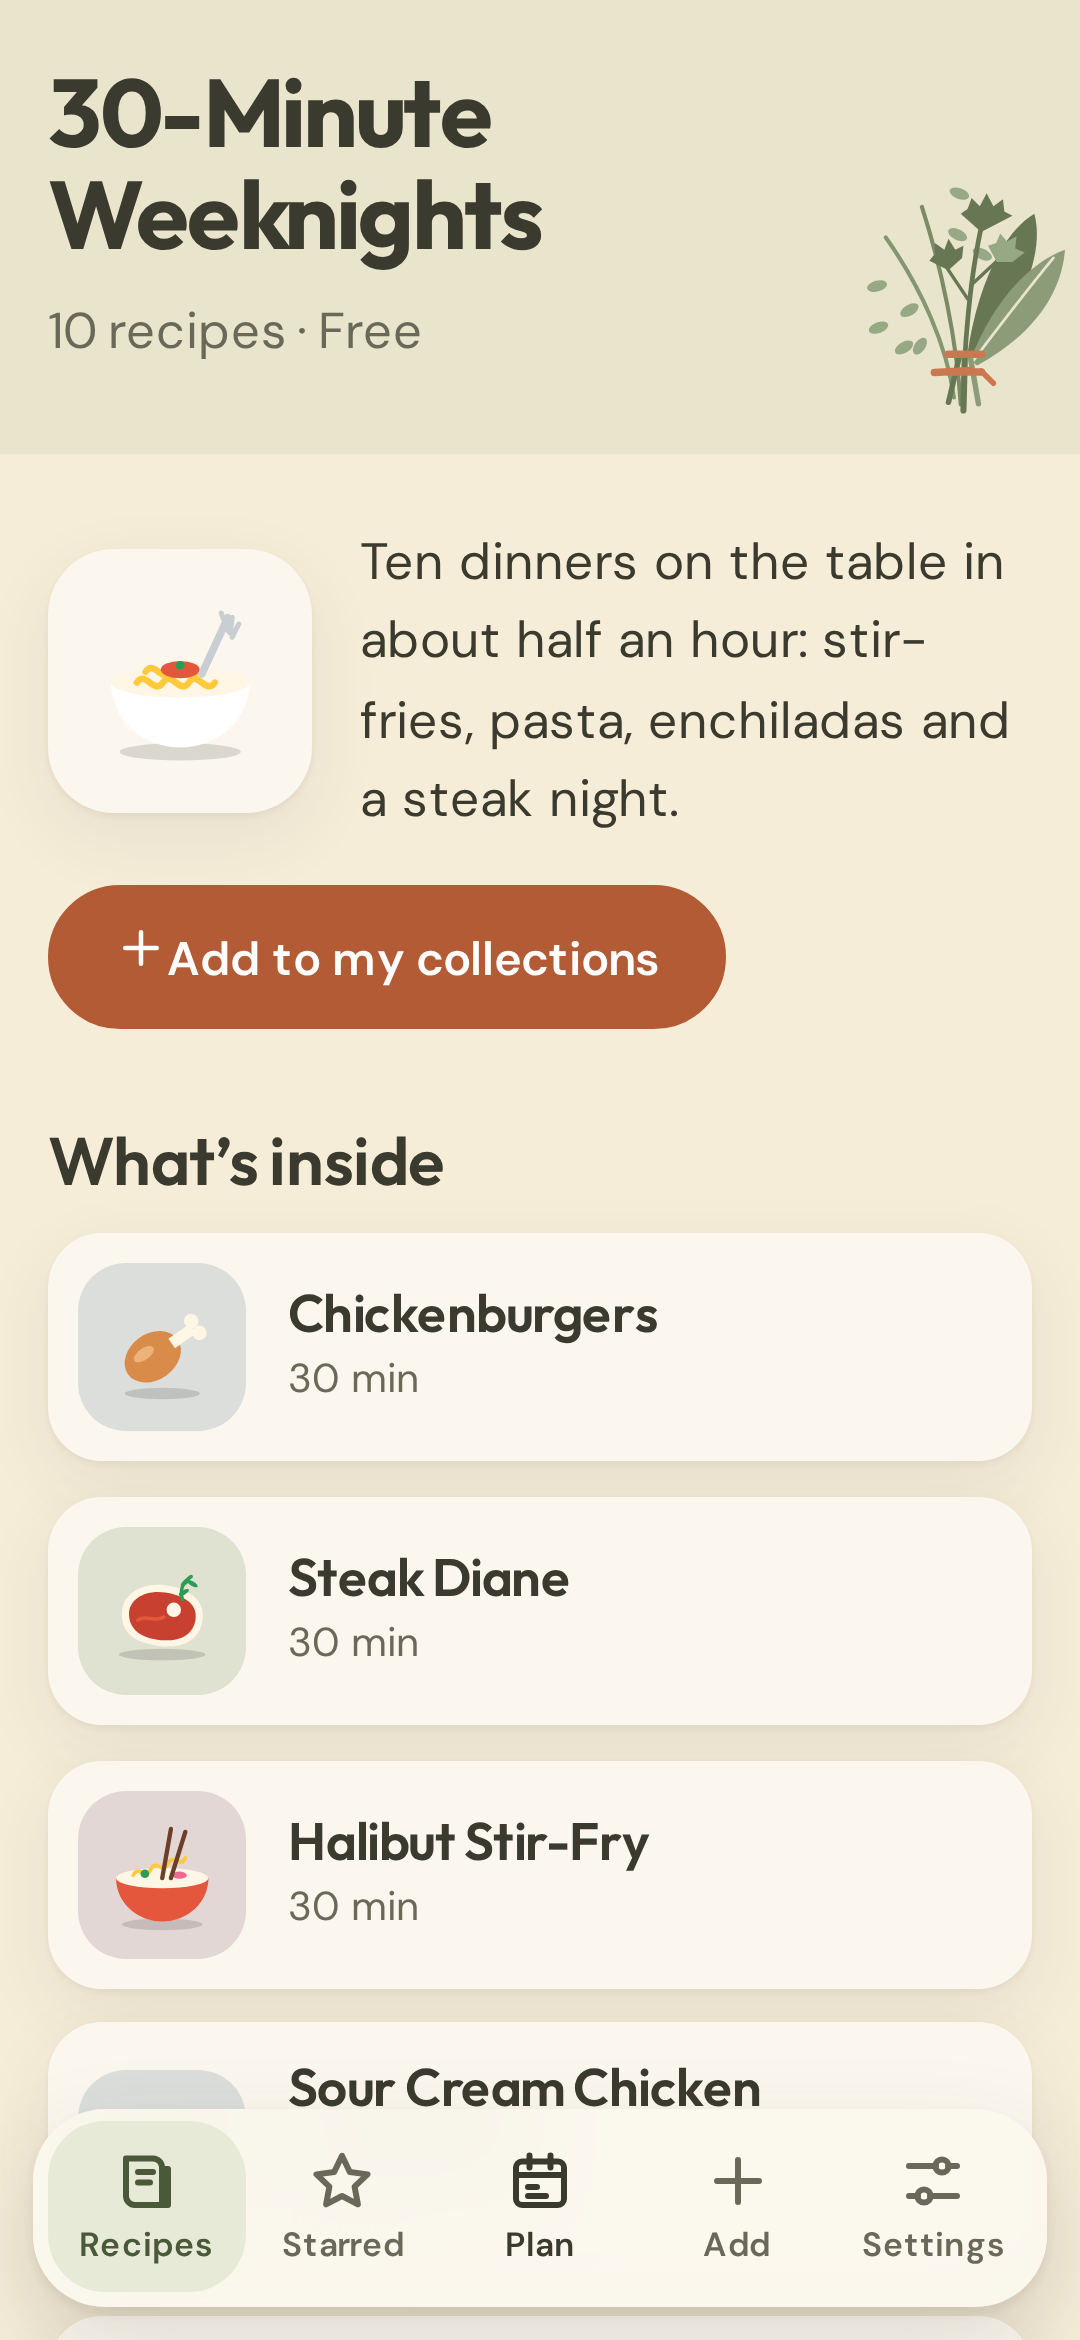 30-Minute
Weeknights
10 recipes · Free
Ten dinners on the table in
about half an hour: stir-
fries, pasta, enchiladas and
a steak night.
Add to my collections
What’s inside
Chickenburgers
30 min
Steak Diane
30 min
Halibut Stir-Fry
30 min
Sour Cream Chicken
Recipes
Starred
Plan
Add
Settings